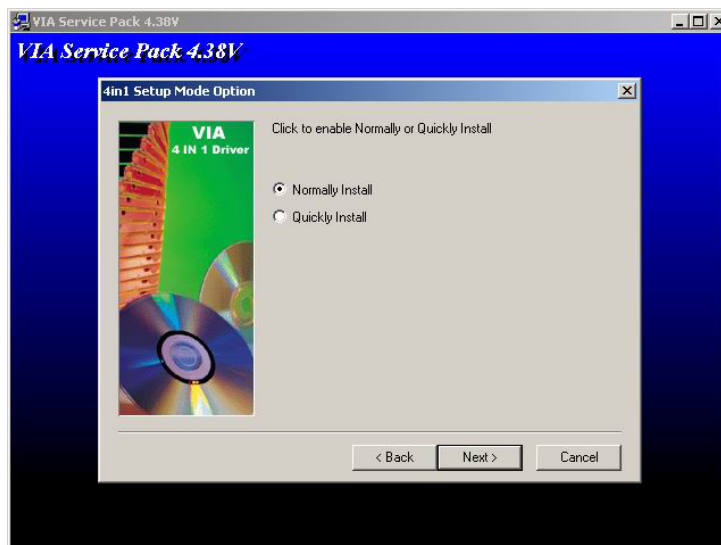 VIA Service Pack 4.38V
VIA Service Pack 4.38V
4in1 Setup Mode Option
VIA
4 IN 1 Driver
Click to enable Normally or Quickly Install
Normally Install
Quickly Install
< Back
Next >
Cancel